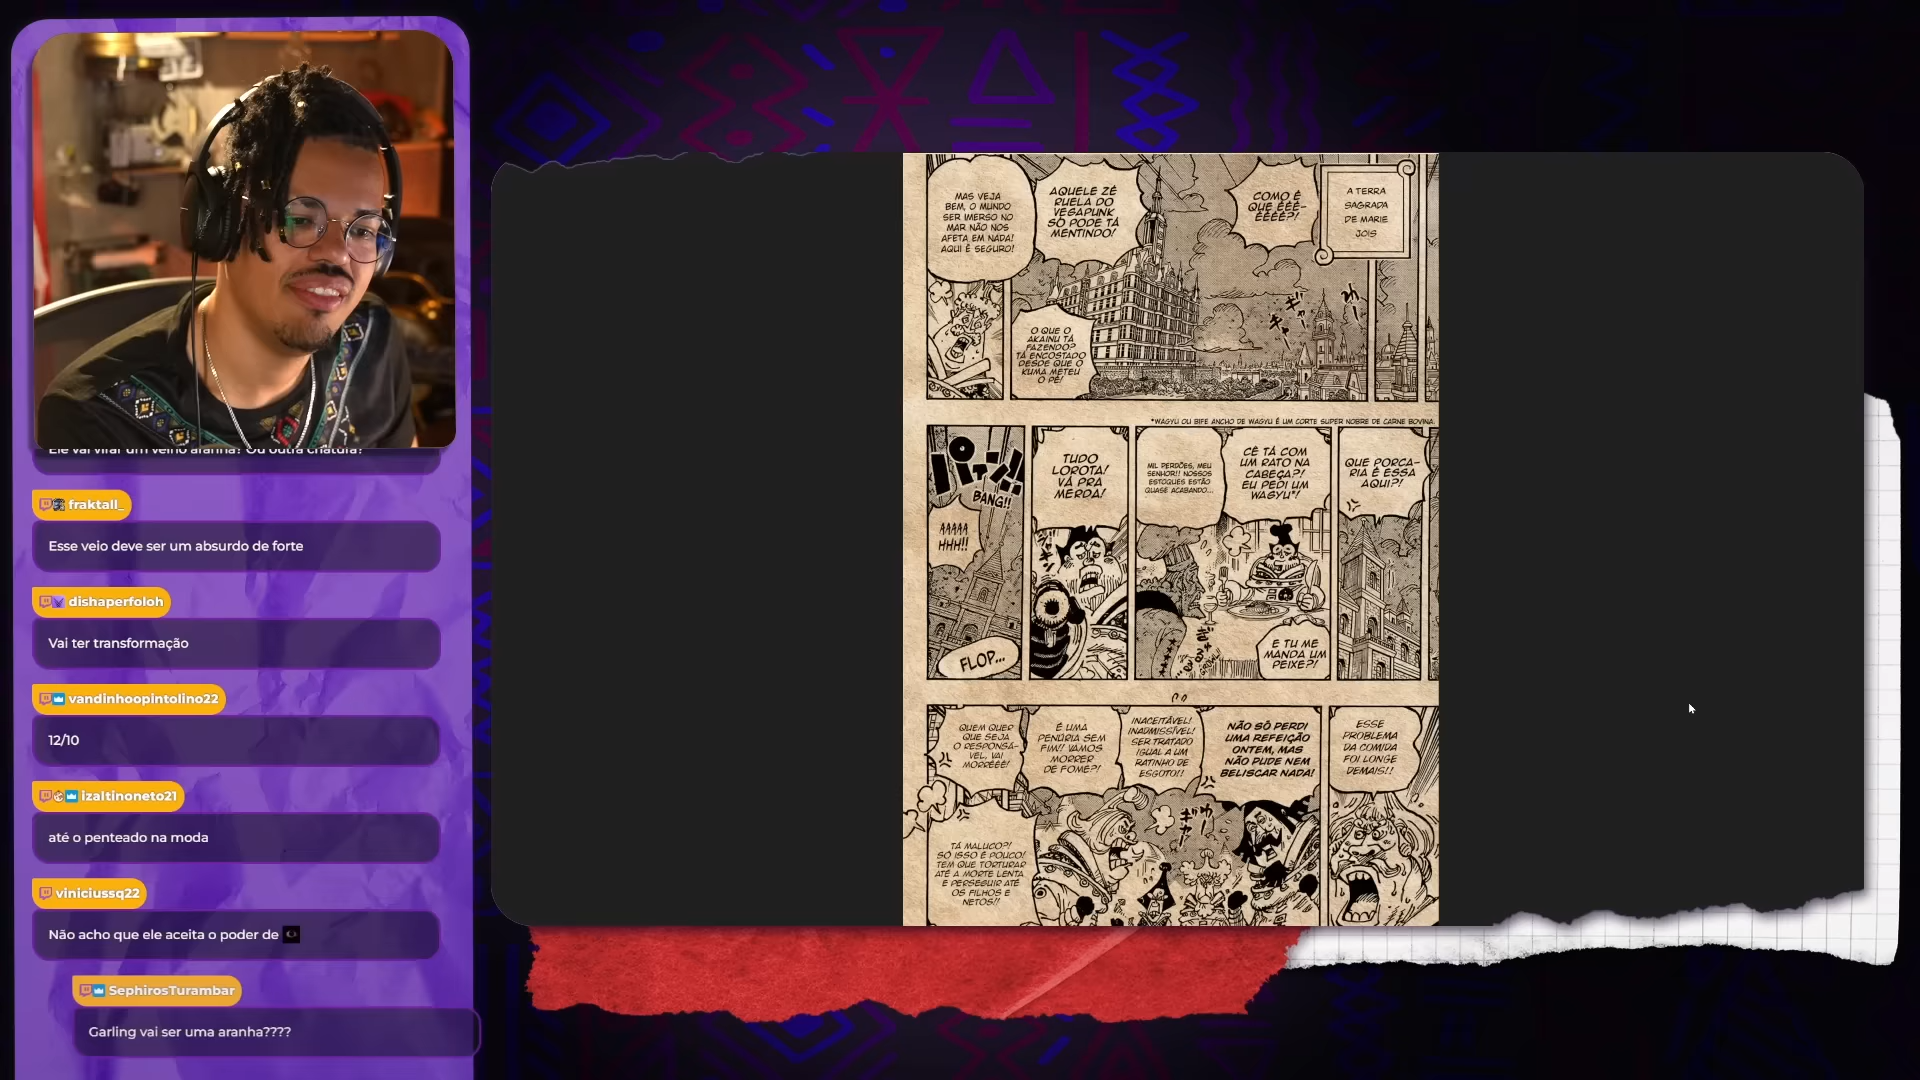 Ele vai virar um velho aranha? Ou outra criatura?
fraktall_
Esse veio deve ser um absurdo de forte
dishaperfoloh
Vai ter transformação
vandinhoopintolino22
12/10
izaltinoneto21
até o penteado na moda
viniciussq22
Não acho que ele aceita o poder de
SephirosTurambar
Garling vai ser uma aranha????
A TERRA
SAGRADA
DE MARIE
JOIS
COMO É
QUE ÊÊÊ-
ÊÊÊÊ?!
AQUELE ZÉ
RUELA DO
VEGAPUNK
SÓ PODE TÁ
MENTINDO!
O QUE O
AKAINU TÁ
FAZENDO?
TÁ ENCOSTADO
DESDE QUE O
KUMA METEU
O PÉ!
MAS VEJA
BEM, O MUNDO
SER IMERSO NO
MAR NÃO NOS
AFETA EM NADA!
AQUI É SEGURO!
*WAGYU OU BIFE ANCHO DE WAGYU É UM CORTE SUPER NOBRE DE CARNE BOVINA.
QUE PORCA-
RIA É ESSA
AQUI?!
CÊ TÁ COM
UM RATO NA
CABEÇA?!
EU PEDI UM
WAGYU*!
E TU ME
MANDA UM
PEIXE?!
MIL PERDÕES, MEU
SENHOR!! NOSSOS
ESTOQUES ESTÃO
QUASE ACABANDO...
TUDO
LOROTA!
VÁ PRA
MERDA!
BANG!!
AAAAA
HHH!!
FLOP...
ESSE
PROBLEMA
DA COMIDA
FOI LONGE
DEMAIS!!
NÃO SÓ PERDI
UMA REFEIÇÃO
ONTEM, MAS
NÃO PUDE NEM
BELISCAR NADA!
INACEITÁVEL!
INADMISSÍVEL!
SER TRATADO
IGUAL A UM
RATINHO DE
ESGOTO!!
É UMA
PENÚRIA SEM
FIM!! VAMOS
MORRER
DE FOME?!
QUEM QUER
QUE SEJA
O RESPONSÁ-
VEL, VAI
MORRÊÊÊ!
TÁ MALUCO?!
SÓ ISSO É POUCO!
TEM QUE TORTURAR
ATÉ A MORTE LENTA
E PERSEGUIR ATÉ
OS FILHOS E
NETOS!!